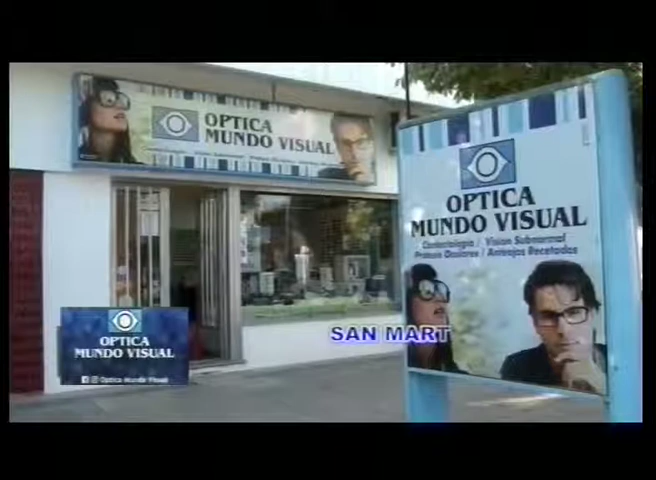 OPTICA
MUNDO VISUAL
OPTICA
MUNDO VISUAL
Contactología / Vision Subnormal
Protesis Oculares / Anteojos Recetados
SAN MART
OPTICA
MUNDO VISUAL
Optica Mundo Visual